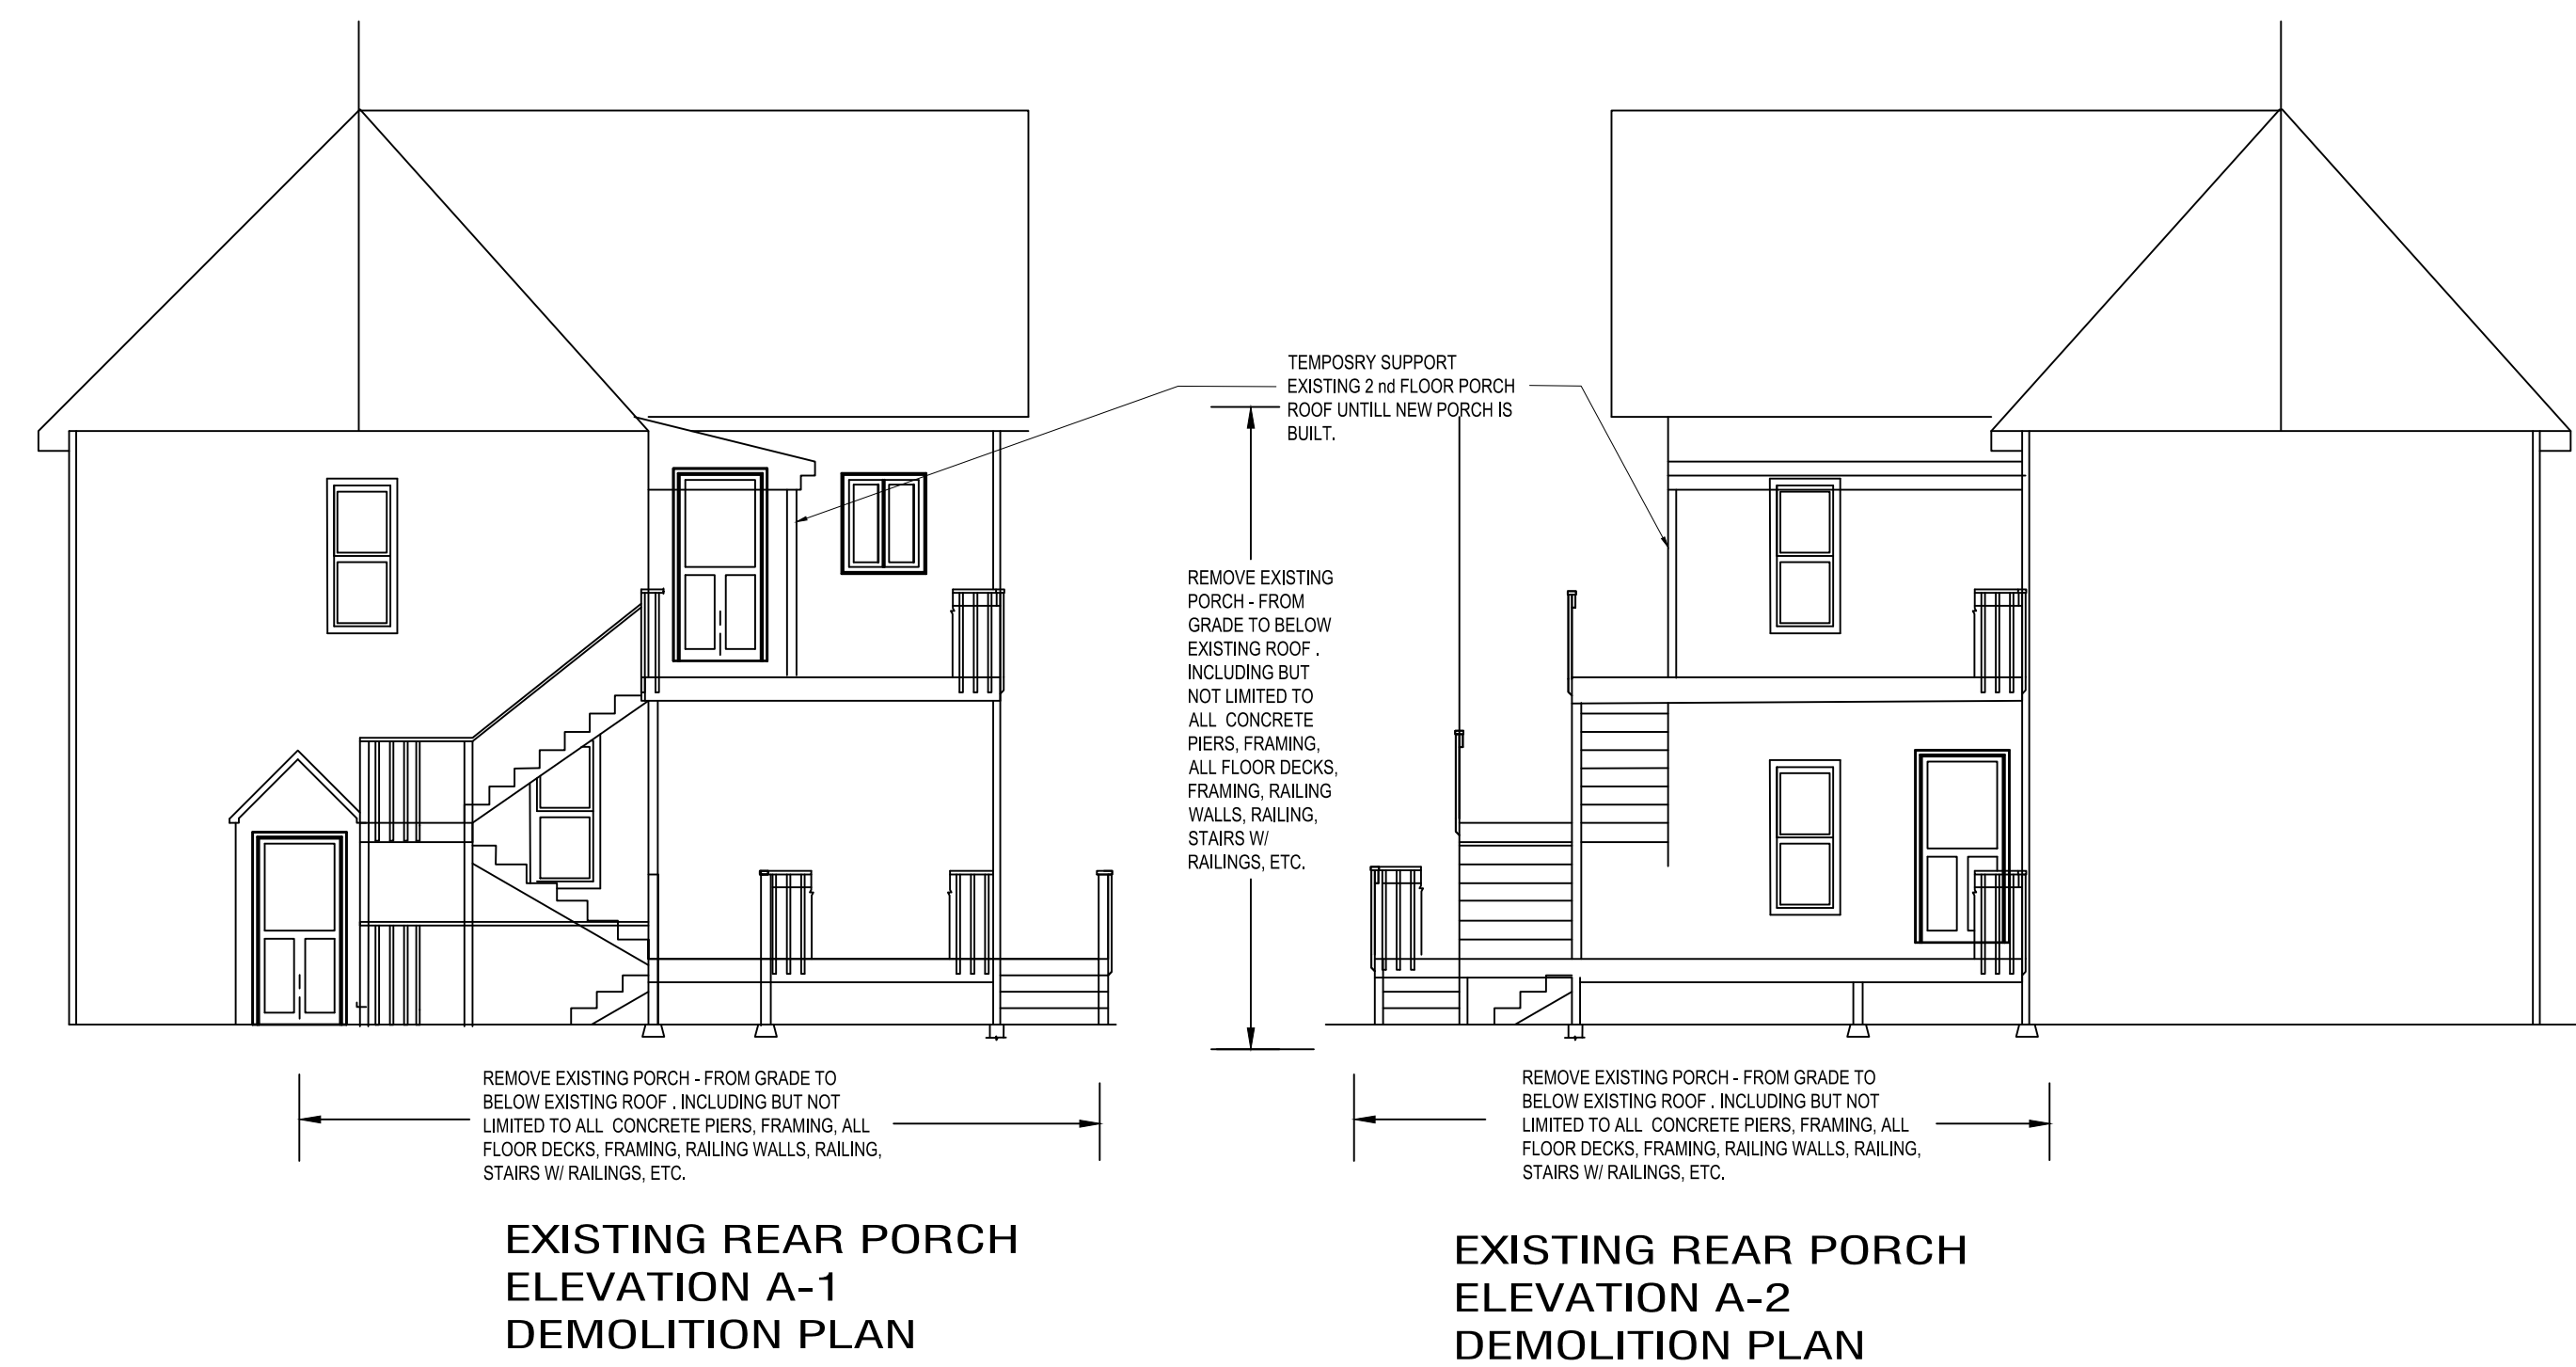 TEMPOSRY SUPPORT
EXISTING 2 nd FLOOR PORCH
ROOF UNTILL NEW PORCH IS
BUILT.
REMOVE EXISTING
PORCH - FROM
GRADE TO BELOW
EXISTING ROOF .
INCLUDING BUT
NOT LIMITED TO
ALL CONCRETE
PIERS, FRAMING,
ALL FLOOR DECKS,
FRAMING, RAILING
WALLS, RAILING,
STAIRS W/
RAILINGS, ETC.
REMOVE EXISTING PORCH - FROM GRADE TO
BELOW EXISTING ROOF . INCLUDING BUT NOT
LIMITED TO ALL CONCRETE PIERS, FRAMING, ALL
FLOOR DECKS, FRAMING, RAILING WALLS, RAILING,
STAIRS W/ RAILINGS, ETC.
EXISTING REAR PORCH
ELEVATION A-1
DEMOLITION PLAN
REMOVE EXISTING PORCH - FROM GRADE TO
BELOW EXISTING ROOF . INCLUDING BUT NOT
LIMITED TO ALL CONCRETE PIERS, FRAMING, ALL
FLOOR DECKS, FRAMING, RAILING WALLS, RAILING,
STAIRS W/ RAILINGS, ETC.
EXISTING REAR PORCH
ELEVATION A-2
DEMOLITION PLAN